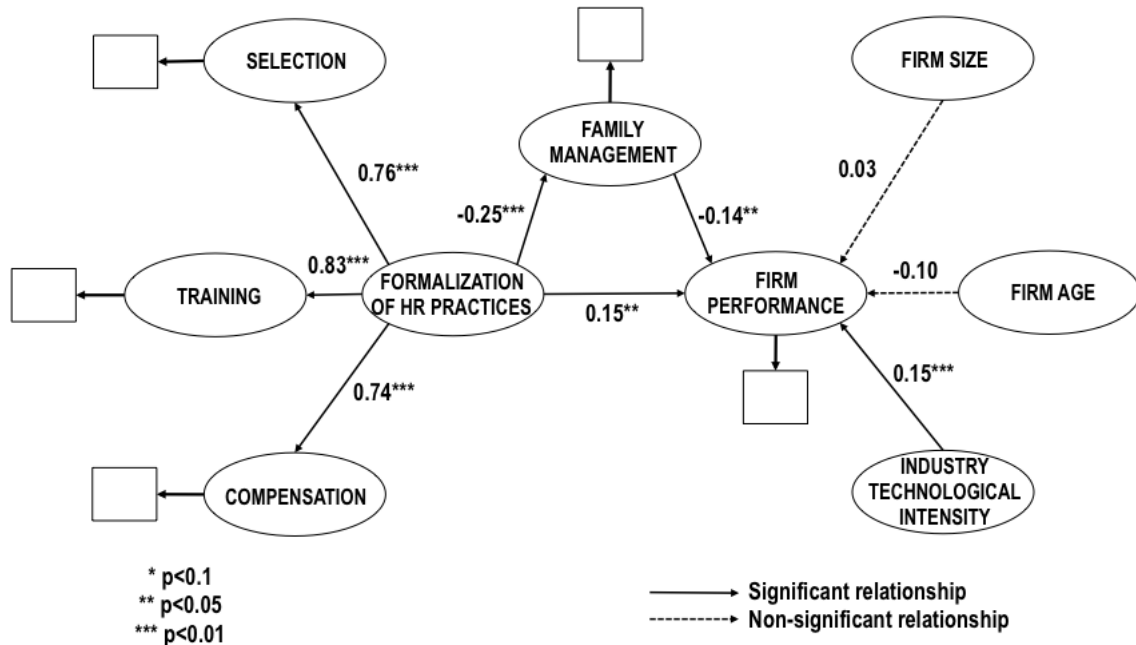 SELECTION
FAMILY
MANAGEMENT
FIRM SIZE
0.76***
0.03
-0.25***
-0.14**
TRAINING
0.83***
FORMALIZATION
OF HR PRACTICES
0.15**
FIRM
PERFORMANCE
-0.10
FIRM AGE
0.74***
0.15***
COMPENSATION
INDUSTRY
TECHNOLOGICAL
INTENSITY
* p<0.1
** p<0.05
*** p<0.01
Significant relationship
Non-significant relationship